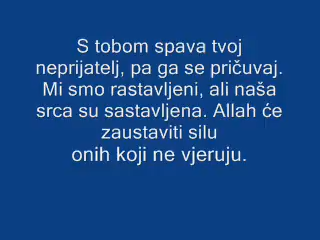 S tobom spava tvoj
neprijatelj, pa ga se pričuvaj.
Mi smo rastavljeni, ali naša
srca su sastavljena. Allah će
zaustaviti silu
onih koji ne vjeruju.